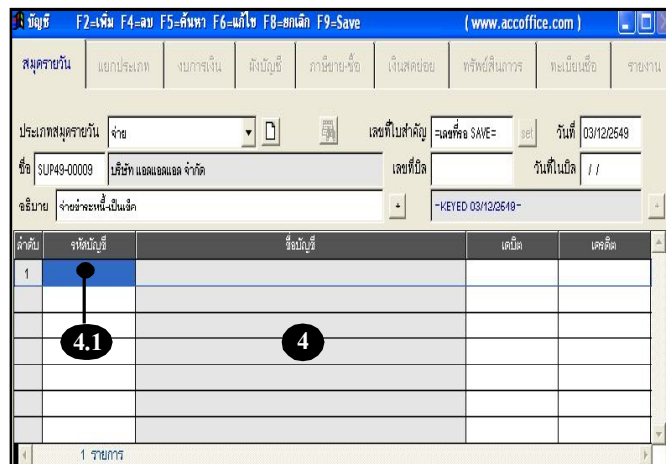 บัญชี F2=เพิ่ม F4=ลบ F5=ค้นหา F6=แก้ไข F8=ยกเลิก F9=Save ( www.accoffice.com )
สมุดรายวัน แยกประเภท งบการเงิน ผังบัญชี ภาษีขาย-ซื้อ เงินสดย่อย ทรัพย์สินถาวร ทะเบียนชื่อ รายงาน
ประเภทสมุดรายวัน จ่าย เลขที่ใบสำคัญ =เลขที่รอ SAVE= set วันที่ 03/12/2549
ชื่อ SUP49-00009 บริษัท แอลแอลแอล จำกัด เลขที่บิล วันที่ในบิล / /
อธิบาย จ่ายชำระหนี้-เป็นเช็ค + -KEYED 03/12/2549- +
ลำดับ รหัสบัญชี ชื่อบัญชี เดบิต เครดิต
1
4.1 4
1 รายการ